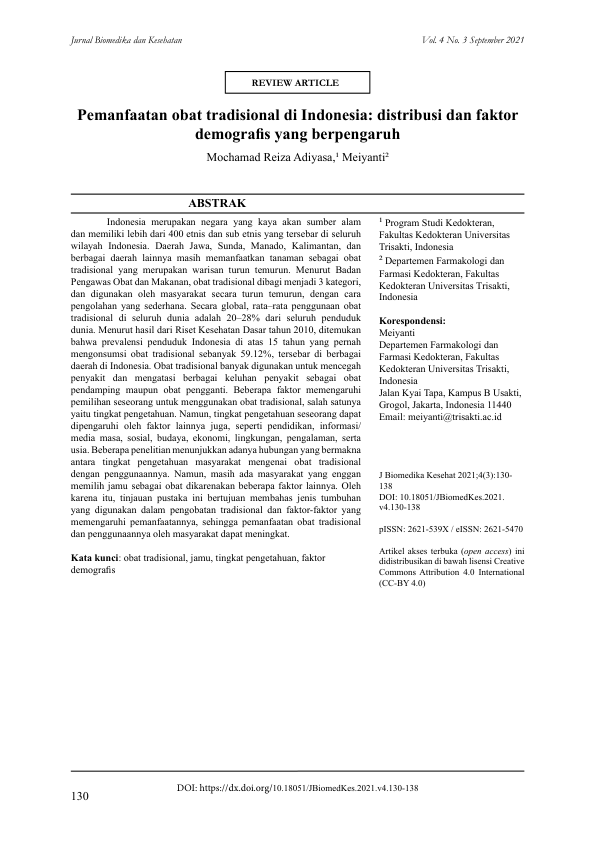 Jurnal Biomedika dan Kesehatan
Vol. 4 No. 3 September 2021
REVIEW ARTICLE
Pemanfaatan obat tradisional di Indonesia: distribusi dan faktor
demografis yang berpengaruh
Mochamad Reiza Adiyasa,¹ Meiyanti²
ABSTRAK
Indonesia merupakan negara yang kaya akan sumber alam
dan memiliki lebih dari 400 etnis dan sub etnis yang tersebar di seluruh
wilayah Indonesia. Daerah Jawa, Sunda, Manado, Kalimantan, dan
berbagai daerah lainnya masih memanfaatkan tanaman sebagai obat
tradisional yang merupakan warisan turun temurun. Menurut Badan
Pengawas Obat dan Makanan, obat tradisional dibagi menjadi 3 kategori,
dan digunakan oleh masyarakat secara turun temurun, dengan cara
pengolahan yang sederhana. Secara global, rata–rata penggunaan obat
tradisional di seluruh dunia adalah 20–28% dari seluruh penduduk
dunia. Menurut hasil dari Riset Kesehatan Dasar tahun 2010, ditemukan
bahwa prevalensi penduduk Indonesia di atas 15 tahun yang pernah
mengonsumsi obat tradisional sebanyak 59.12%, tersebar di berbagai
daerah di Indonesia. Obat tradisional banyak digunakan untuk mencegah
penyakit dan mengatasi berbagai keluhan penyakit sebagai obat
pendamping maupun obat pengganti. Beberapa faktor memengaruhi
pemilihan seseorang untuk menggunakan obat tradisional, salah satunya
yaitu tingkat pengetahuan. Namun, tingkat pengetahuan seseorang dapat
dipengaruhi oleh faktor lainnya juga, seperti pendidikan, informasi/
media masa, sosial, budaya, ekonomi, lingkungan, pengalaman, serta
usia. Beberapa penelitian menunjukkan adanya hubungan yang bermakna
antara tingkat pengetahuan masyarakat mengenai obat tradisional
dengan penggunaannya. Namun, masih ada masyarakat yang enggan
memilih jamu sebagai obat dikarenakan beberapa faktor lainnya. Oleh
karena itu, tinjauan pustaka ini bertujuan membahas jenis tumbuhan
yang digunakan dalam pengobatan tradisional dan faktor-faktor yang
memengaruhi pemanfaatannya, sehingga pemanfaatan obat tradisional
dan penggunaannya oleh masyarakat dapat meningkat.
Kata kunci: obat tradisional, jamu, tingkat pengetahuan, faktor
demografis
¹ Program Studi Kedokteran,
Fakultas Kedokteran Universitas
Trisakti, Indonesia
² Departemen Farmakologi dan
Farmasi Kedokteran, Fakultas
Kedokteran Universitas Trisakti,
Indonesia
Korespondensi:
Meiyanti
Departemen Farmakologi dan
Farmasi Kedokteran, Fakultas
Kedokteran Universitas Trisakti,
Indonesia
Jalan Kyai Tapa, Kampus B Usakti,
Grogol, Jakarta, Indonesia 11440
Email: meiyanti@trisakti.ac.id
J Biomedika Kesehat 2021;4(3):130-
138
DOI: 10.18051/JBiomedKes.2021.
v4.130-138
pISSN: 2621-539X / eISSN: 2621-5470
Artikel akses terbuka (open access) ini
didistribusikan di bawah lisensi Creative
Commons Attribution 4.0 International
(CC-BY 4.0)
DOI: https://dx.doi.org/10.18051/JBiomedKes.2021.v4.130-138
130